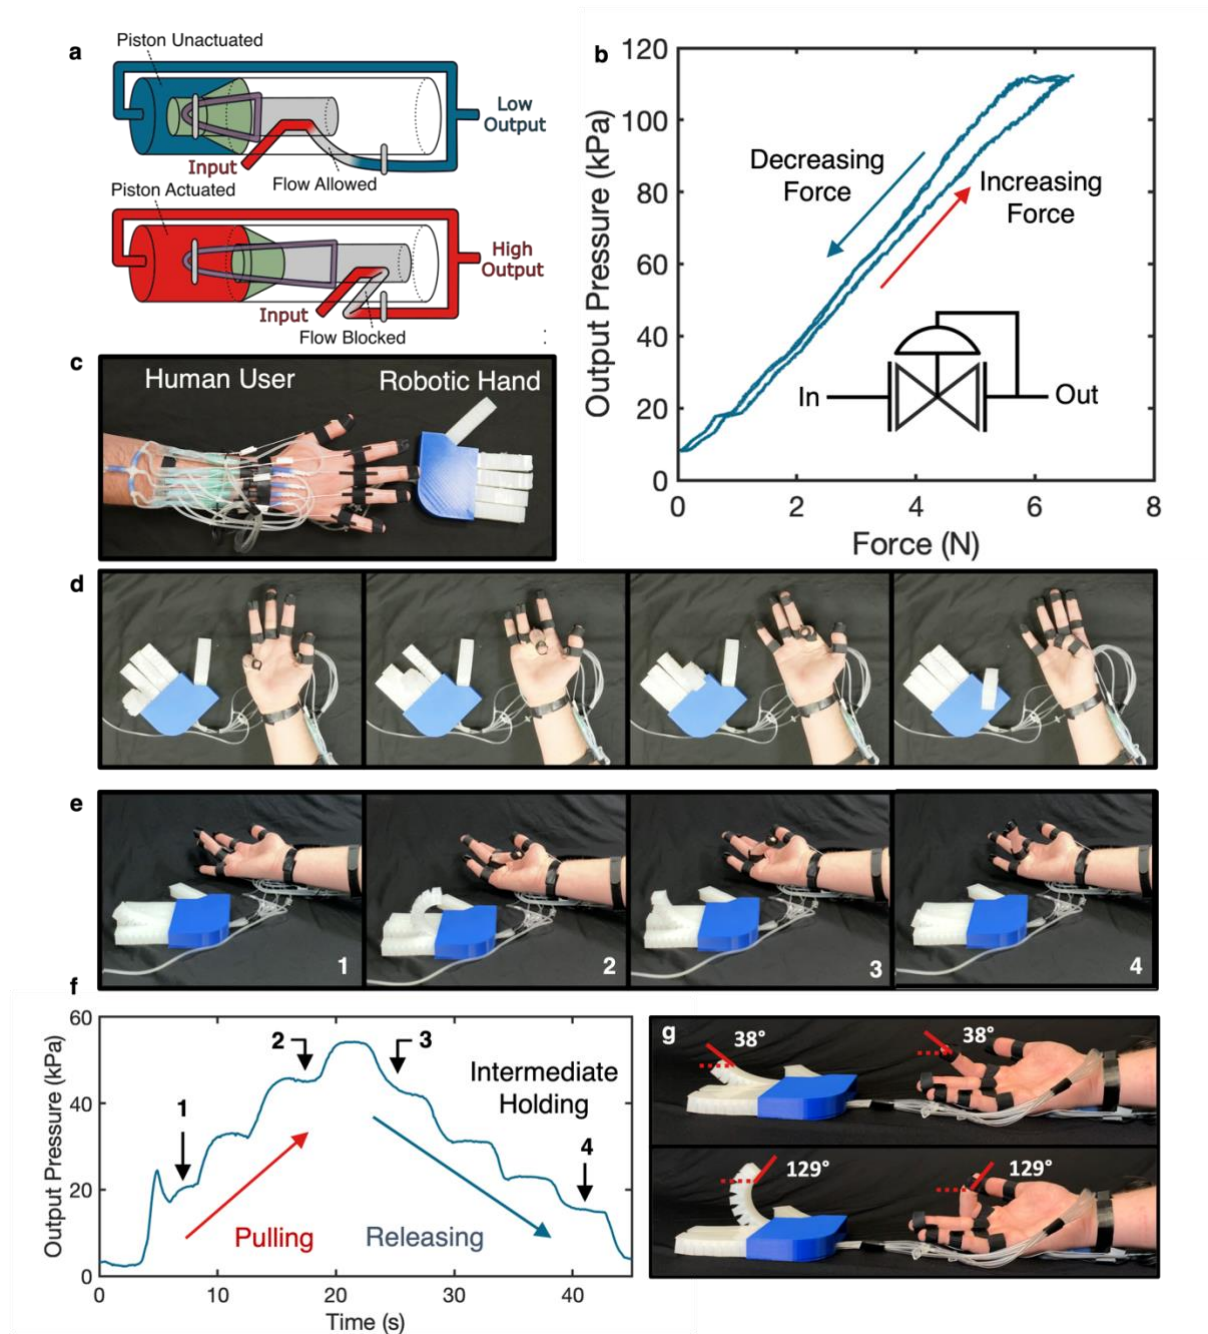 a
Piston Unactuated
Low
Output
Input
Flow Allowed
Piston Actuated
High
Output
Input
Flow Blocked
:
b
120
100
80
60
40
20
0
Output Pressure (kPa)
Decreasing
Force
Increasing
Force
In
Out
0 2 4 6 8
Force (N)
c
Human User
Robotic Hand
d
e
1
2
3
4
f
60
40
20
0
Output Pressure (kPa)
1
2
3
4
Intermediate
Holding
Pulling
Releasing
0 10 20 30 40
Time (s)
g
38°
38°
129°
129°